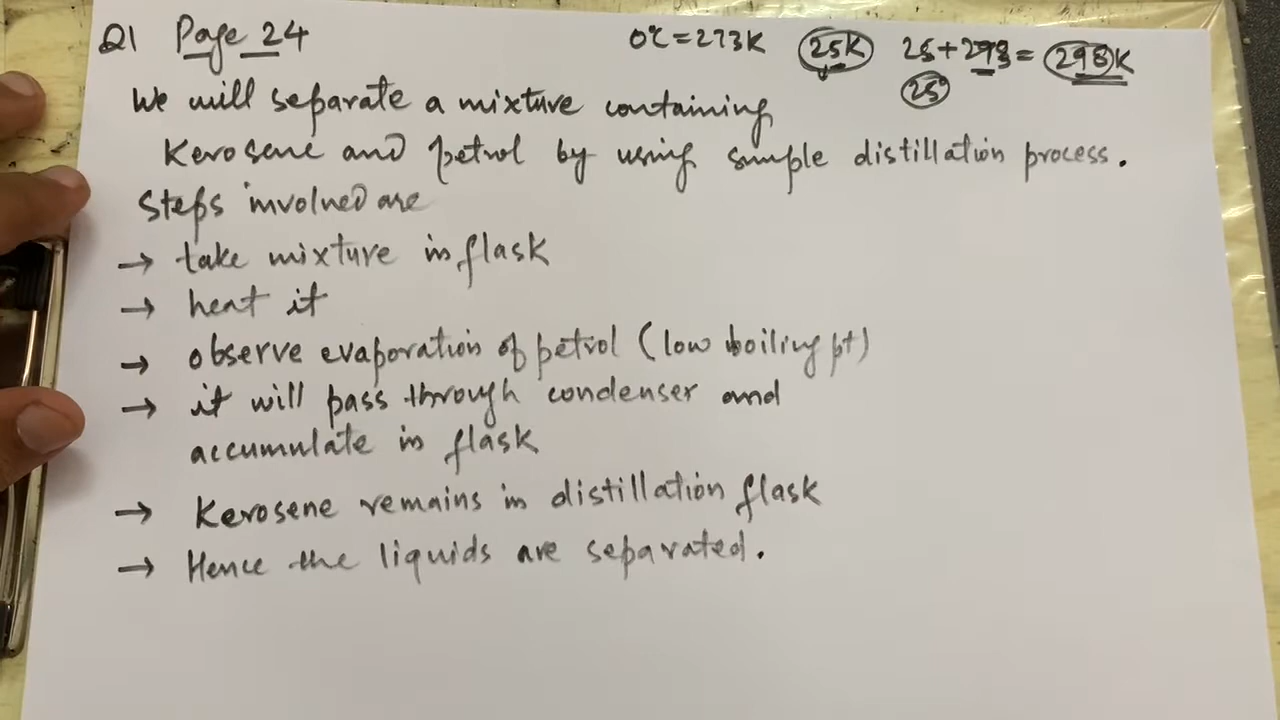 Q1 Page 24
0°C = 273K 25K 25 + 273 = 298K
25°
We will separate a mixture containing
Kerosene and petrol by using simple distillation process.
Steps involved are
→ take mixture in flask
→ heat it
→ observe evaporation of petrol (low boiling pt)
→ it will pass through condenser and
accumulate in flask
→ Kerosene remains in distillation flask
→ Hence the liquids are separated.